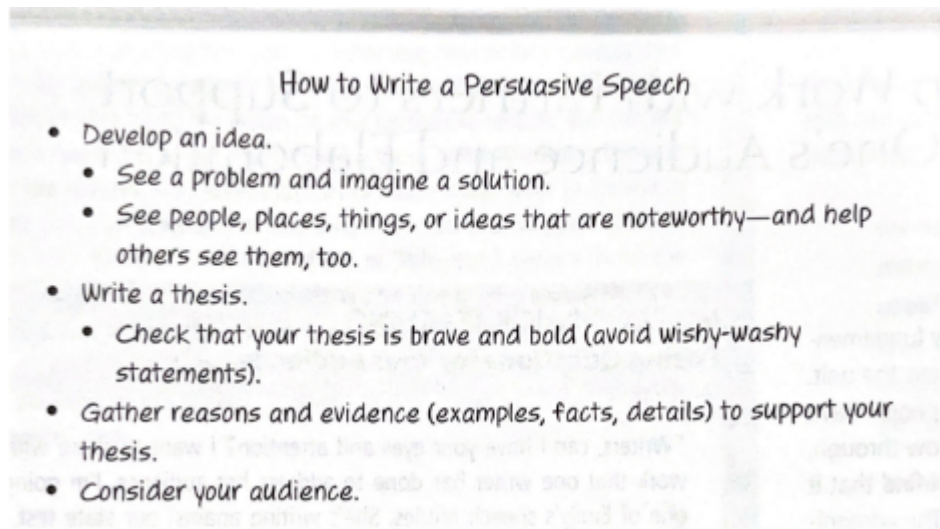 How to Write a Persuasive Speech
• Develop an idea.
• See a problem and imagine a solution.
• See people, places, things, or ideas that are noteworthy—and help
others see them, too.
• Write a thesis.
• Check that your thesis is brave and bold (avoid wishy-washy
statements).
• Gather reasons and evidence (examples, facts, details) to support your
thesis.
• Consider your audience.